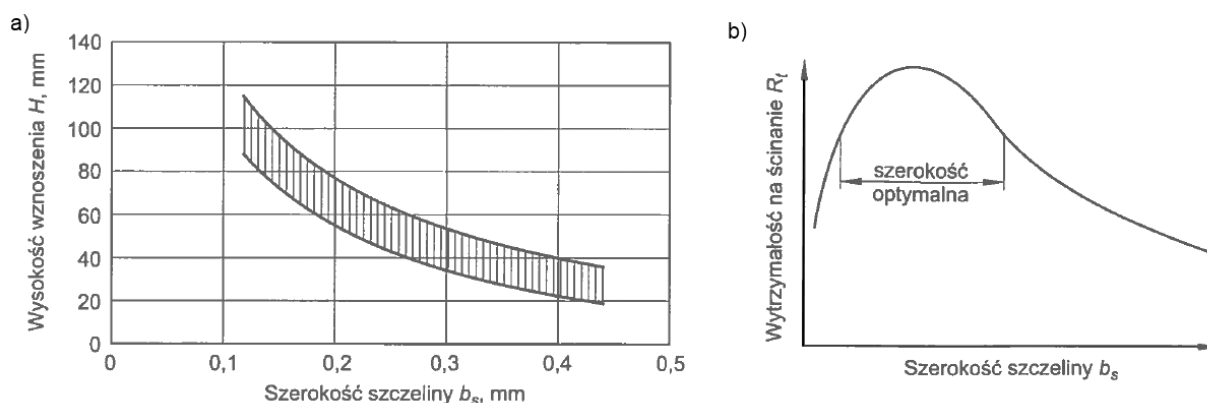 a)
Wysokość wznoszenia H, mm
140
120
100
80
60
40
20
0
0
0,1
0,2
0,3
0,4
0,5
Szerokość szczeliny bs, mm
b)
Wytrzymałość na ścinanie Rt
szerokość
optymalna
Szerokość szczeliny bs